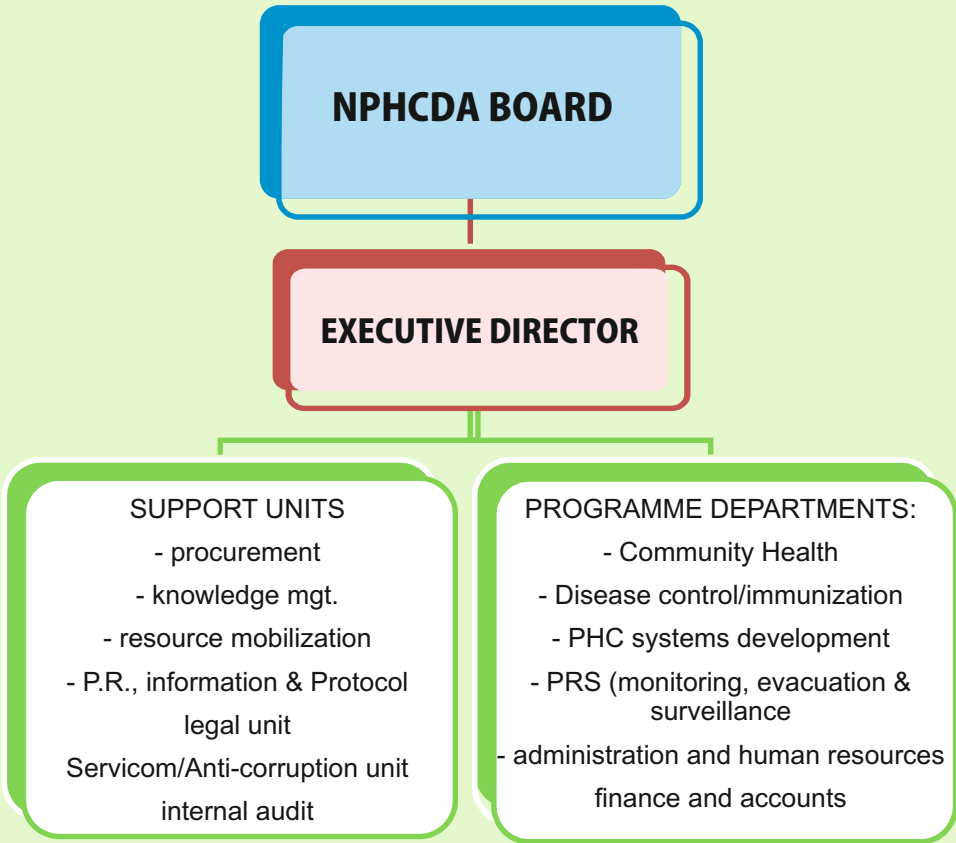 NPHCDA BOARD
EXECUTIVE DIRECTOR
SUPPORT UNITS
- procurement
- knowledge mgt.
- resource mobilization
- P.R., information & Protocol
legal unit
Servicom/Anti-corruption unit
internal audit
PROGRAMME DEPARTMENTS:
- Community Health
- Disease control/immunization
- PHC systems development
- PRS (monitoring, evacuation &
surveillance
- administration and human resources
finance and accounts